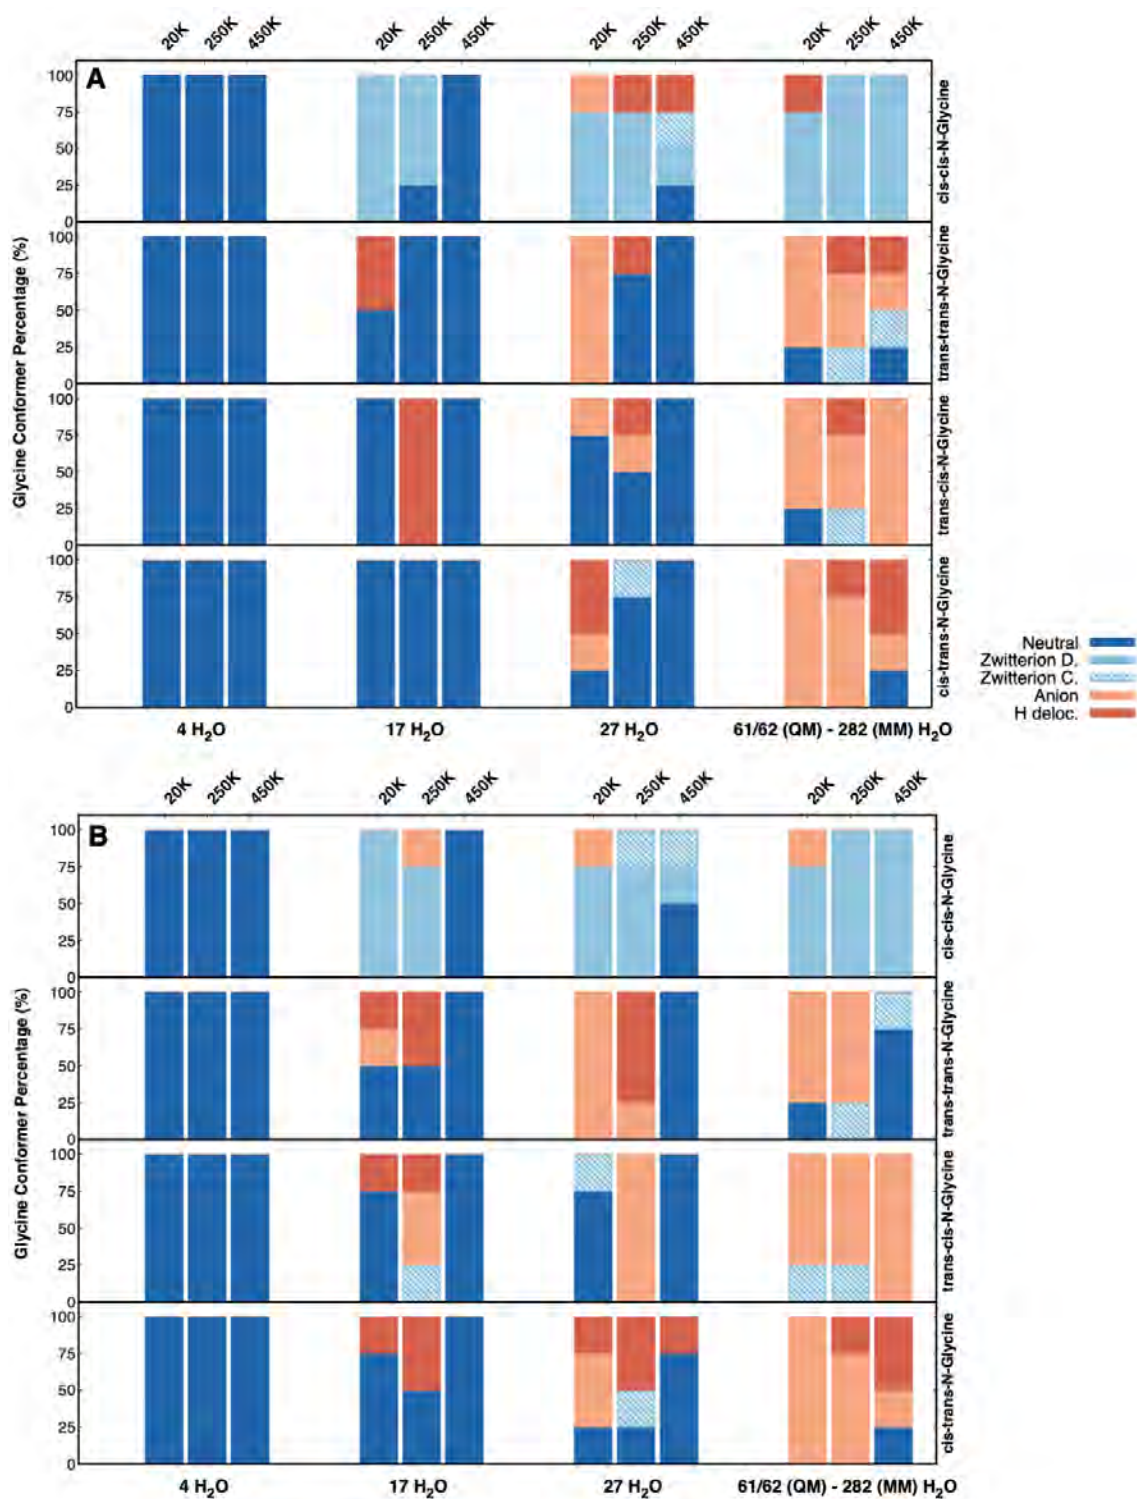 20K 250K 450K 20K 250K 450K 20K 250K 450K 20K 250K 450K
A
Glycine Conformer Percentage (%)
100
75
50
25
0
cis-cis-N-Glycine
100
75
50
25
0
trans-trans-N-Glycine
100
75
50
25
0
trans-cis-N-Glycine
100
75
50
25
0
cis-trans-N-Glycine
4 H₂O 17 H₂O 27 H₂O 61/62 (QM) - 282 (MM) H₂O
Neutral
Zwitterion D.
Zwitterion C.
Anion
H deloc.
20K 250K 450K 20K 250K 450K 20K 250K 450K 20K 250K 450K
B
Glycine Conformer Percentage (%)
100
75
50
25
0
cis-cis-N-Glycine
100
75
50
25
0
trans-trans-N-Glycine
100
75
50
25
0
trans-cis-N-Glycine
100
75
50
25
0
cis-trans-N-Glycine
4 H₂O 17 H₂O 27 H₂O 61/62 (QM) - 282 (MM) H₂O